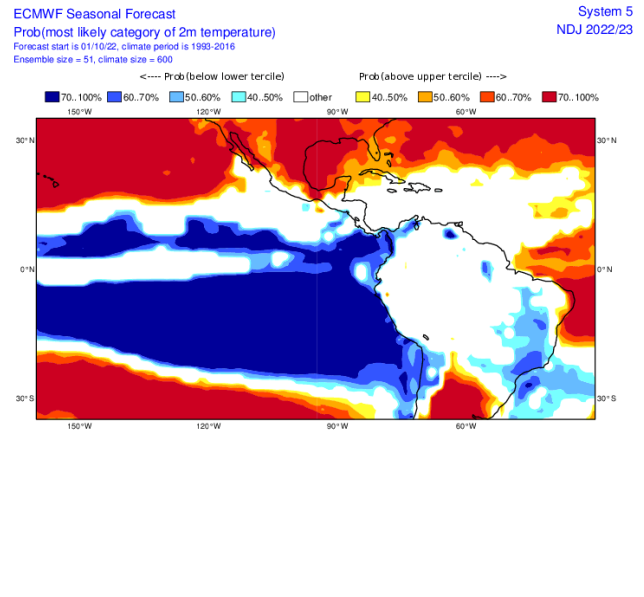 ECMWF Seasonal Forecast
System 5
Prob(most likely category of 2m temperature)
NDJ 2022/23
Forecast start is 01/10/22, climate period is 1993-2016
Ensemble size = 51, climate size = 600
<---- Prob(below lower tercile)
Prob(above upper tercile) ---->
70..100% 60..70% 50..60% 40..50% other 40..50% 50..60% 60..70% 70..100%
150°W 120°W 90°W 60°W
30°N 30°N
0°N 0°N
30°S 30°S
150°W 120°W 90°W 60°W